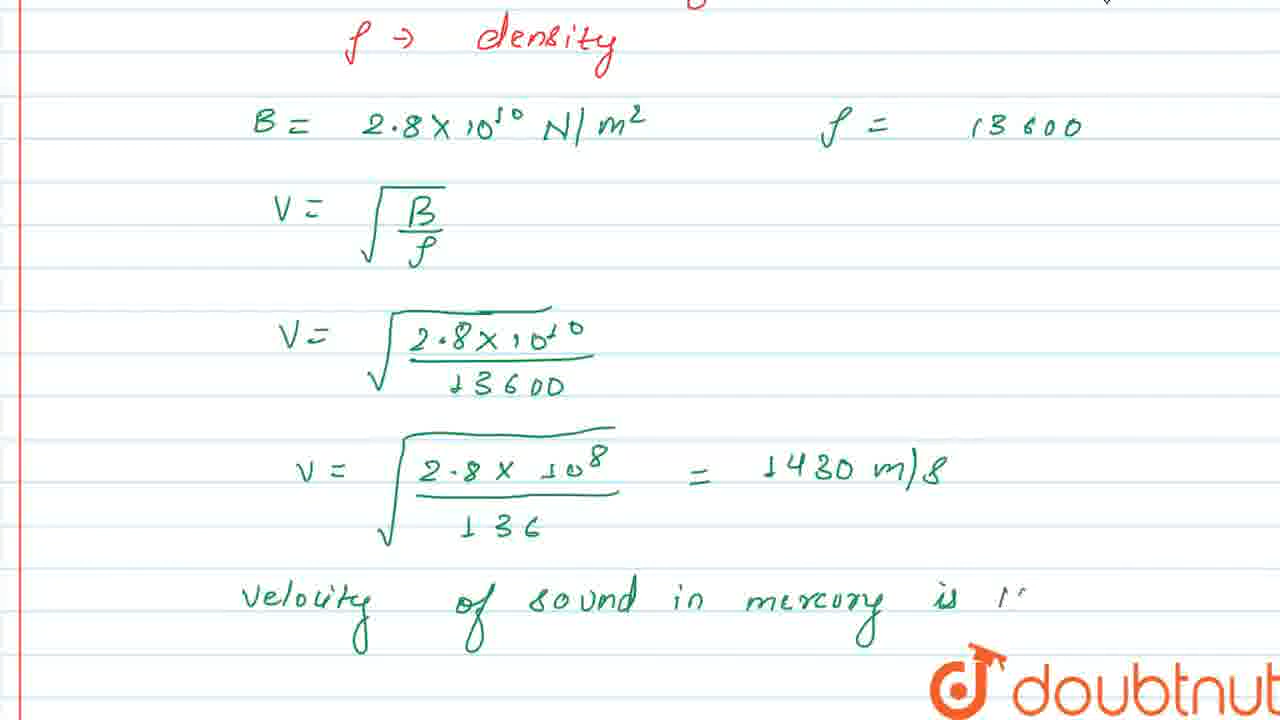 ρ → density
B = 2.8 × 10¹⁰ N/m² ρ = 13600
V = √(B/ρ)
V = √(2.8 × 10¹⁰/13600)
v = √(2.8 × 10⁸/136) = 1430 m/s
velocity of sound in mercury is
doubtnut